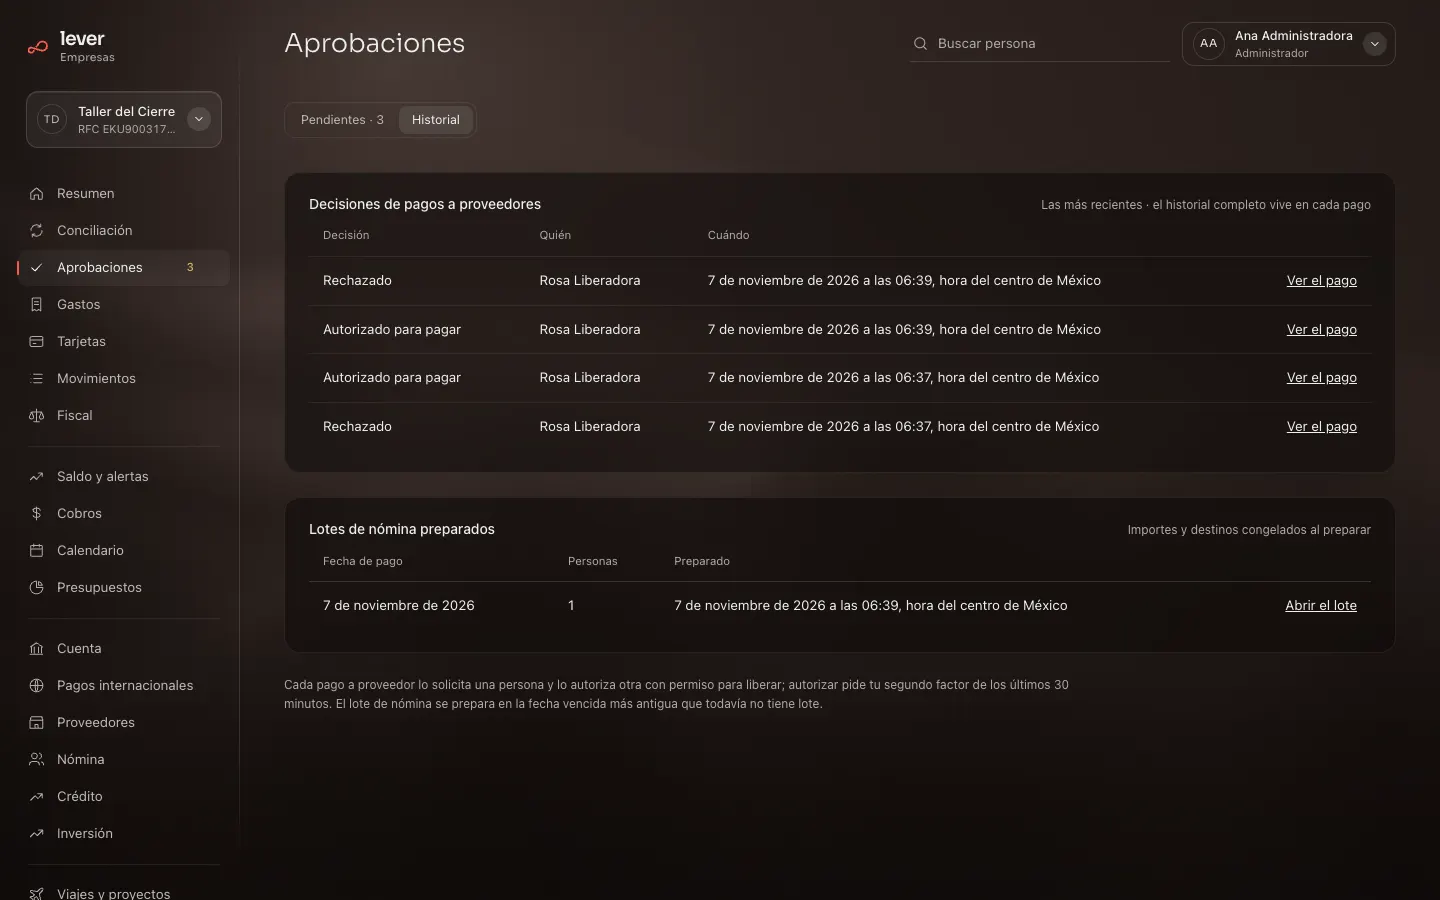 lever
Empresas
TD
Taller del Cierre
RFC EKU900317...
Resumen
Conciliación
Aprobaciones
3
Gastos
Tarjetas
Movimientos
Fiscal
Saldo y alertas
Cobros
Calendario
Presupuestos
Cuenta
Pagos internacionales
Proveedores
Nómina
Crédito
Inversión
Viajes y proyectos
Aprobaciones
Buscar persona
AA
Ana Administradora
Administrador
Pendientes · 3
Historial
Decisiones de pagos a proveedores
Las más recientes · el historial completo vive en cada pago
Decisión Quién Cuándo
Rechazado Rosa Liberadora 7 de noviembre de 2026 a las 06:39, hora del centro de México Ver el pago
Autorizado para pagar Rosa Liberadora 7 de noviembre de 2026 a las 06:39, hora del centro de México Ver el pago
Autorizado para pagar Rosa Liberadora 7 de noviembre de 2026 a las 06:37, hora del centro de México Ver el pago
Rechazado Rosa Liberadora 7 de noviembre de 2026 a las 06:37, hora del centro de México Ver el pago
Lotes de nómina preparados
Importes y destinos congelados al preparar
Fecha de pago Personas Preparado
7 de noviembre de 2026 1 7 de noviembre de 2026 a las 06:39, hora del centro de México Abrir el lote
Cada pago a proveedor lo solicita una persona y lo autoriza otra con permiso para liberar; autorizar pide tu segundo factor de los últimos 30
minutos. El lote de nómina se prepara en la fecha vencida más antigua que todavía no tiene lote.